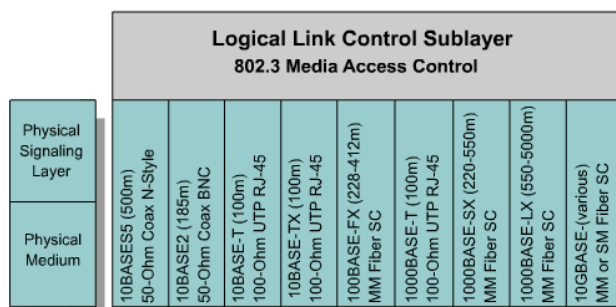 Logical Link Control Sublayer
802.3 Media Access Control
Physical
Signaling
Layer
Physical
Medium
10BASES5 (500m)
50-Ohm Coax N-Style
10BASE2 (185m)
50-Ohm Coax BNC
10BASE-T (100m)
100-Ohm UTP RJ-45
10BASE-TX (100m)
100-Ohm UTP RJ-45
100BASE-FX (228-412m)
MM Fiber SC
1000BASE-T (100m)
100-Ohm UTP RJ-45
1000BASE-SX (220-550m)
MM Fiber SC
1000BASE-LX (550-5000m)
MM Fiber SC
10GBASE-(various)
MM or SM Fiber SC